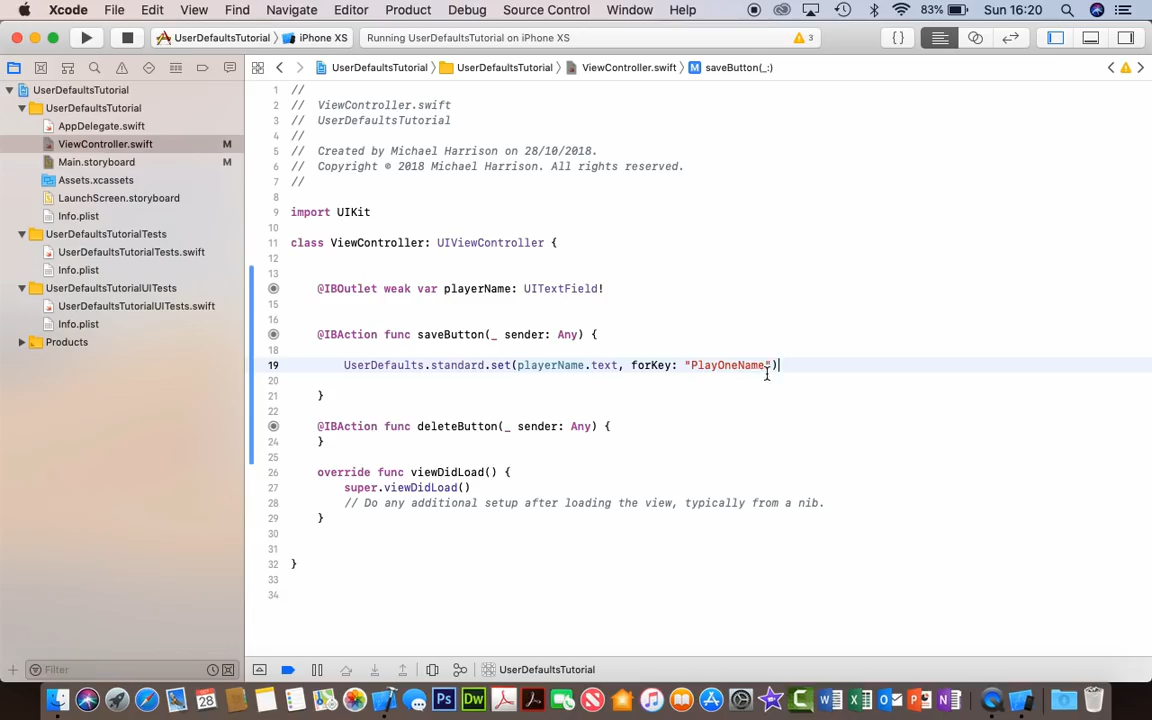 Xcode File Edit View Find Navigate Editor Product Debug Source Control Window Help 83% Sun 16:20
UserDefaultsTutorial iPhone XS Running UserDefaultsTutorial on iPhone XS 3
UserDefaultsTutorial UserDefaultsTutorial ViewController.swift M saveButton(_:)
UserDefaultsTutorial
UserDefaultsTutorial
AppDelegate.swift
ViewController.swift M
Main.storyboard M
Assets.xcassets
LaunchScreen.storyboard
Info.plist
UserDefaultsTutorialTests
UserDefaultsTutorialTests.swift
Info.plist
UserDefaultsTutorialUITests
UserDefaultsTutorialUITests.swift
Info.plist
Products
1 //
2 // ViewController.swift
3 // UserDefaultsTutorial
4 //
5 // Created by Michael Harrison on 28/10/2018.
6 // Copyright © 2018 Michael Harrison. All rights reserved.
7 //
8
9 import UIKit
10
11 class ViewController: UIViewController {
12
13
@IBOutlet weak var playerName: UITextField!
15
16
@IBAction func saveButton(_ sender: Any) {
18
19 UserDefaults.standard.set(playerName.text, forKey: "PlayOneName")
20
21 }
22
@IBAction func deleteButton(_ sender: Any) {
24 }
25
26 override func viewDidLoad() {
27 super.viewDidLoad()
28 // Do any additional setup after loading the view, typically from a nib.
29 }
30
31
32 }
33
34
Filter
UserDefaultsTutorial
OCT 28 Ps Dw